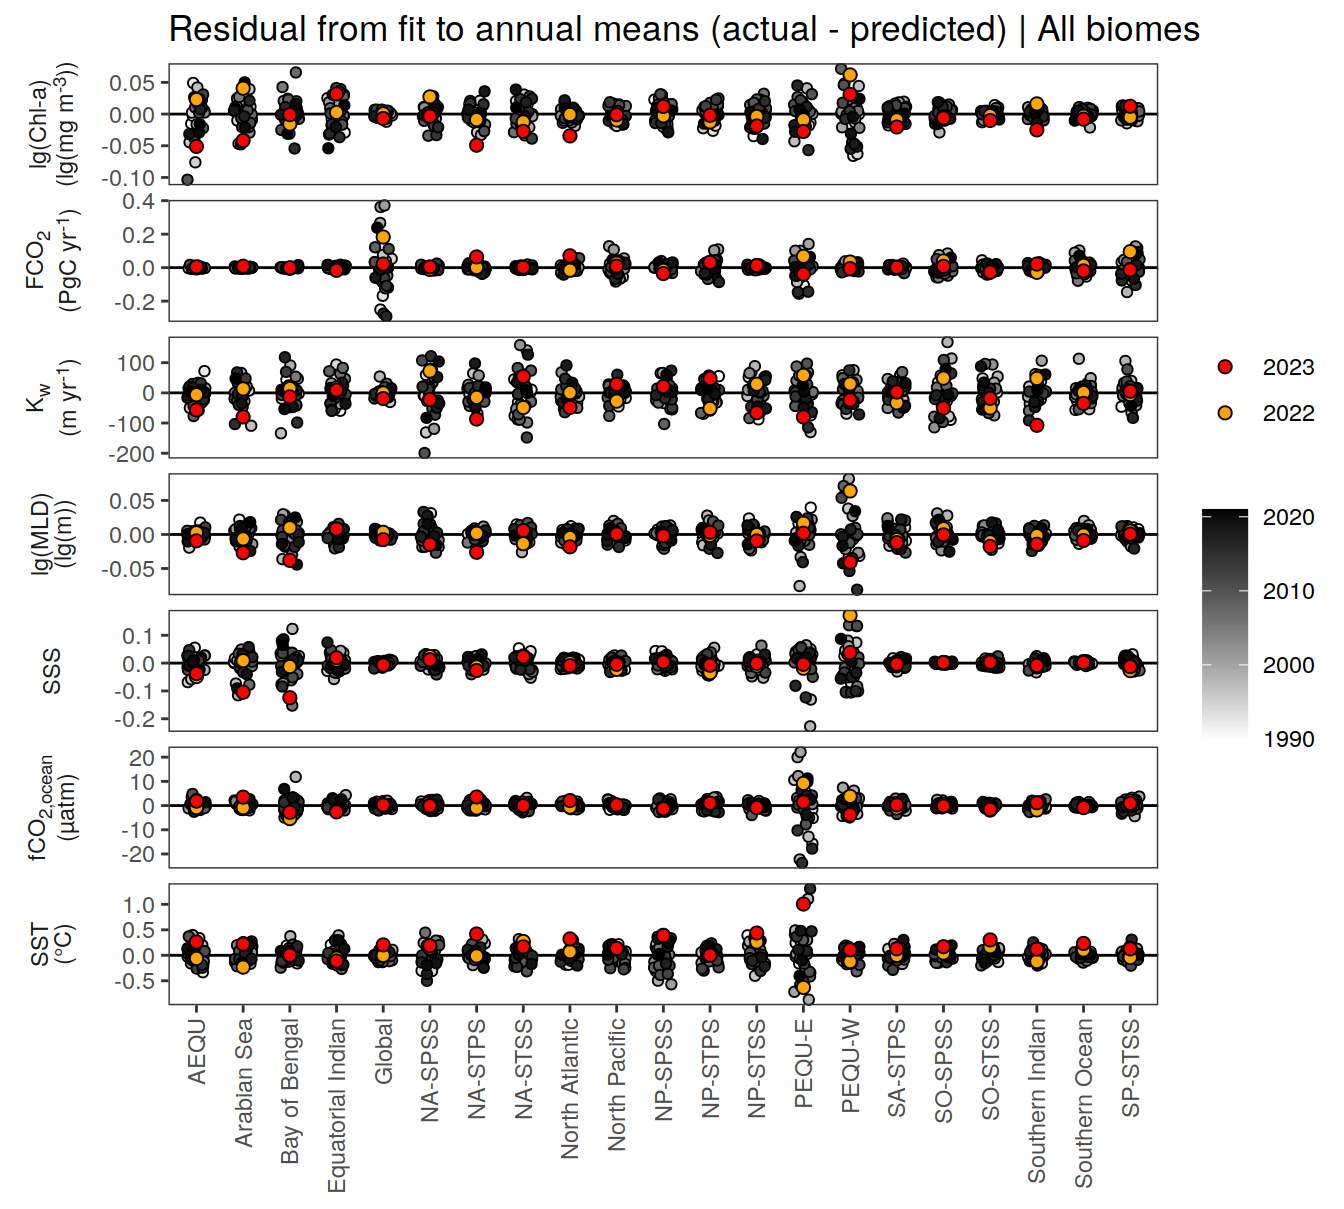 Residual from fit to annual means (actual - predicted) | All biomes
lg(Chl-a)
(lg(mg m⁻³))
0.05
0.00
-0.05
-0.10
FCO₂
(PgC yr⁻¹)
0.4
0.2
0.0
-0.2
K_w
(m yr⁻¹)
100
0
-100
-200
lg(MLD)
(lg(m))
0.05
0.00
-0.05
SSS
0.1
0.0
-0.1
-0.2
fCO₂,ocean
(µatm)
20
10
0
-10
-20
SST
(°C)
1.0
0.5
0.0
-0.5
AEQU
Arabian Sea
Bay of Bengal
Equatorial Indian
Global
NA-SPSS
NA-STPS
NA-STSS
North Atlantic
North Pacific
NP-SPSS
NP-STPS
NP-STSS
PEQU-E
PEQU-W
SA-STPS
SO-SPSS
SO-STSS
Southern Indian
Southern Ocean
SP-STSS
2023
2022
2020
2010
2000
1990